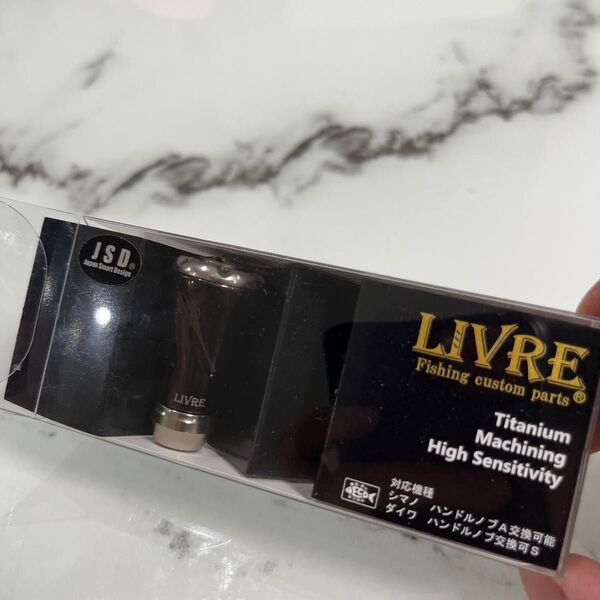 JSD®
Japan Smart Design
LIVRE
LIVRE
Fishing custom parts®
Titanium
Machining
High Sensitivity
対応機種
シマノ ハンドルノブA交換可能
ダイワ ハンドルノブ交換可S